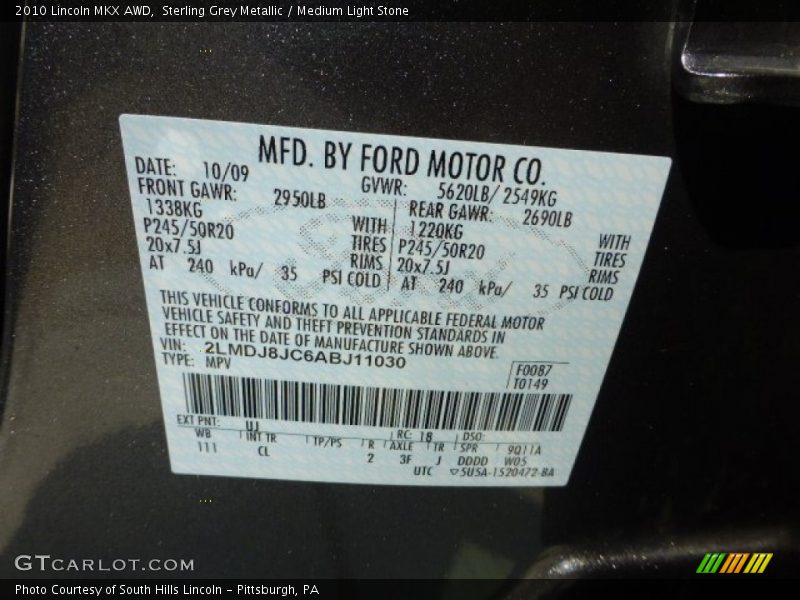 2010 Lincoln MKX AWD,  Sterling Grey Metallic / Medium Light Stone
MFD. BY FORD MOTOR CO.
DATE: 10/09 GVWR: 5620LB/ 2549KG
FRONT GAWR: 2950LB REAR GAWR: 2690LB
1338KG WITH 1220KG WITH
P245/50R20 TIRES P245/50R20 TIRES
20x7.5J RIMS 20x7.5J RIMS
AT 240 kPa/ 35 PSI COLD AT 240 kPa/ 35 PSI COLD
THIS VEHICLE CONFORMS TO ALL APPLICABLE FEDERAL MOTOR
VEHICLE SAFETY AND THEFT PREVENTION STANDARDS IN
EFFECT ON THE DATE OF MANUFACTURE SHOWN ABOVE.
VIN: 2LMDJ8JC6ABJ11030
TYPE: MPV
F0087
T0149
EXT PNT: UJ RC: 18 DSO:
WB INT TR TP/PS R AXLE TR SPR 9Q11A
111 CL 2 3F J DDDD W05
UTC 5U5A-1520472-BA
Ford
GTCARLOT.COM
Photo Courtesy of South Hills Lincoln - Pittsburgh, PA